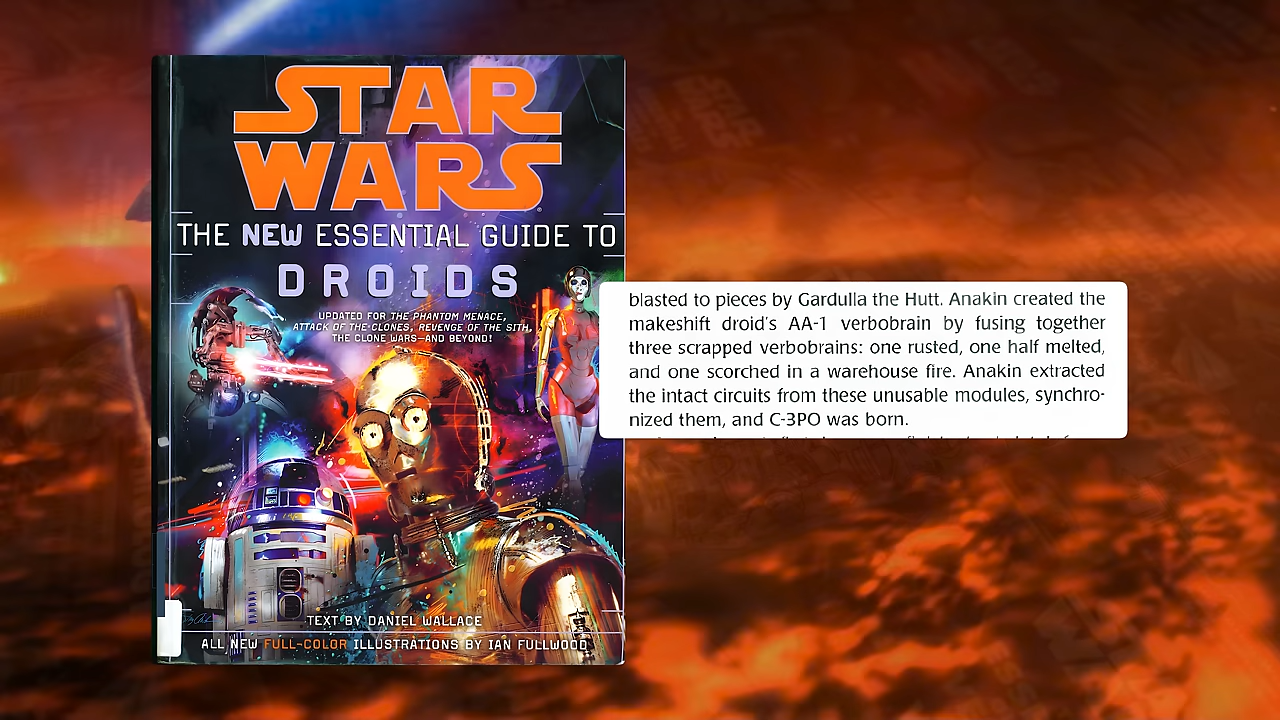 STAR
WARS
THE NEW ESSENTIAL GUIDE TO
DROIDS
UPDATED FOR THE PHANTOM MENACE,
ATTACK OF THE CLONES, REVENGE OF THE SITH,
THE CLONE WARS—AND BEYOND!
TEXT BY DANIEL WALLACE
ALL NEW FULL-COLOR ILLUSTRATIONS BY IAN FULLWOOD
blasted to pieces by Gardulla the Hutt. Anakin created the
makeshift droid's AA-1 verbobrain by fusing together
three scrapped verbobrains: one rusted, one half melted,
and one scorched in a warehouse fire. Anakin extracted
the intact circuits from these unusable modules, synchro-
nized them, and C-3PO was born.